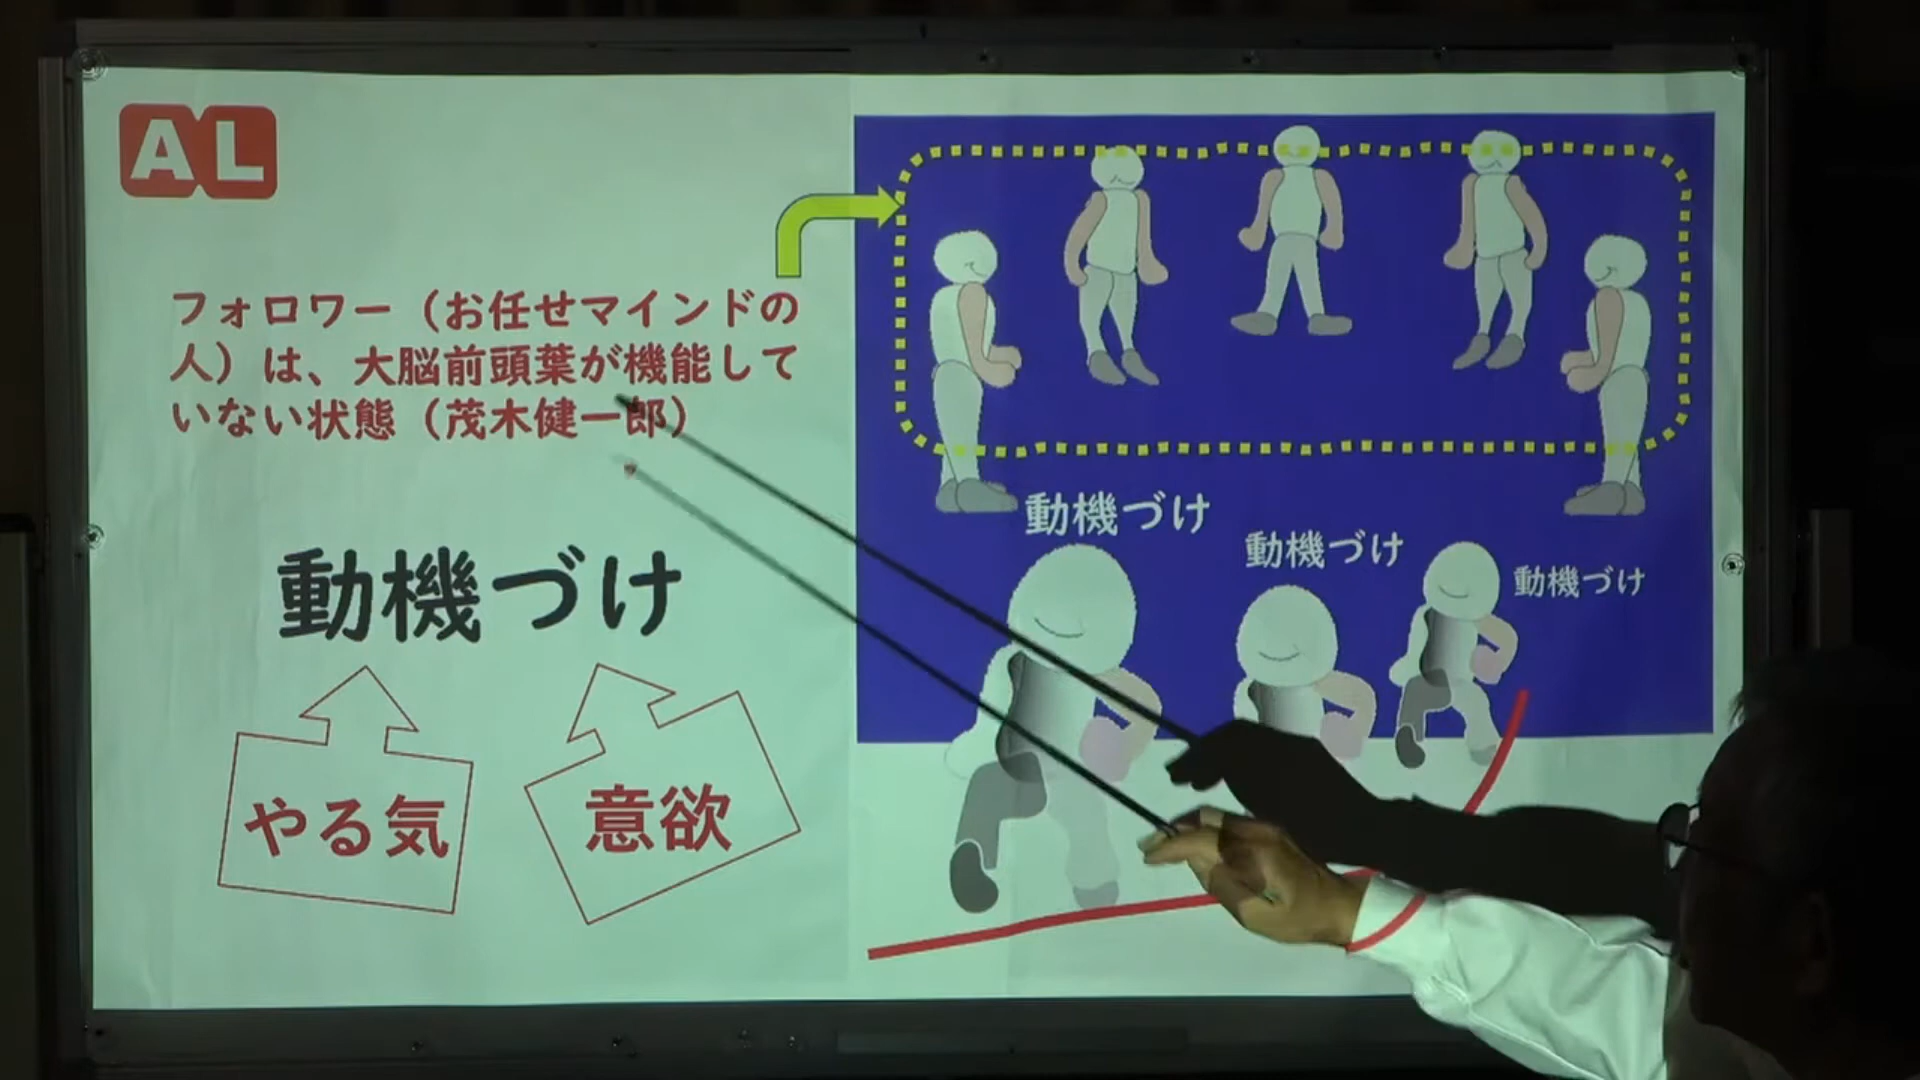 AL
フォロワー（お任せマインドの
人）は、大脳前頭葉が機能して
いない状態（茂木健一郎）
動機づけ
やる気
意欲
動機づけ
動機づけ
動機づけ